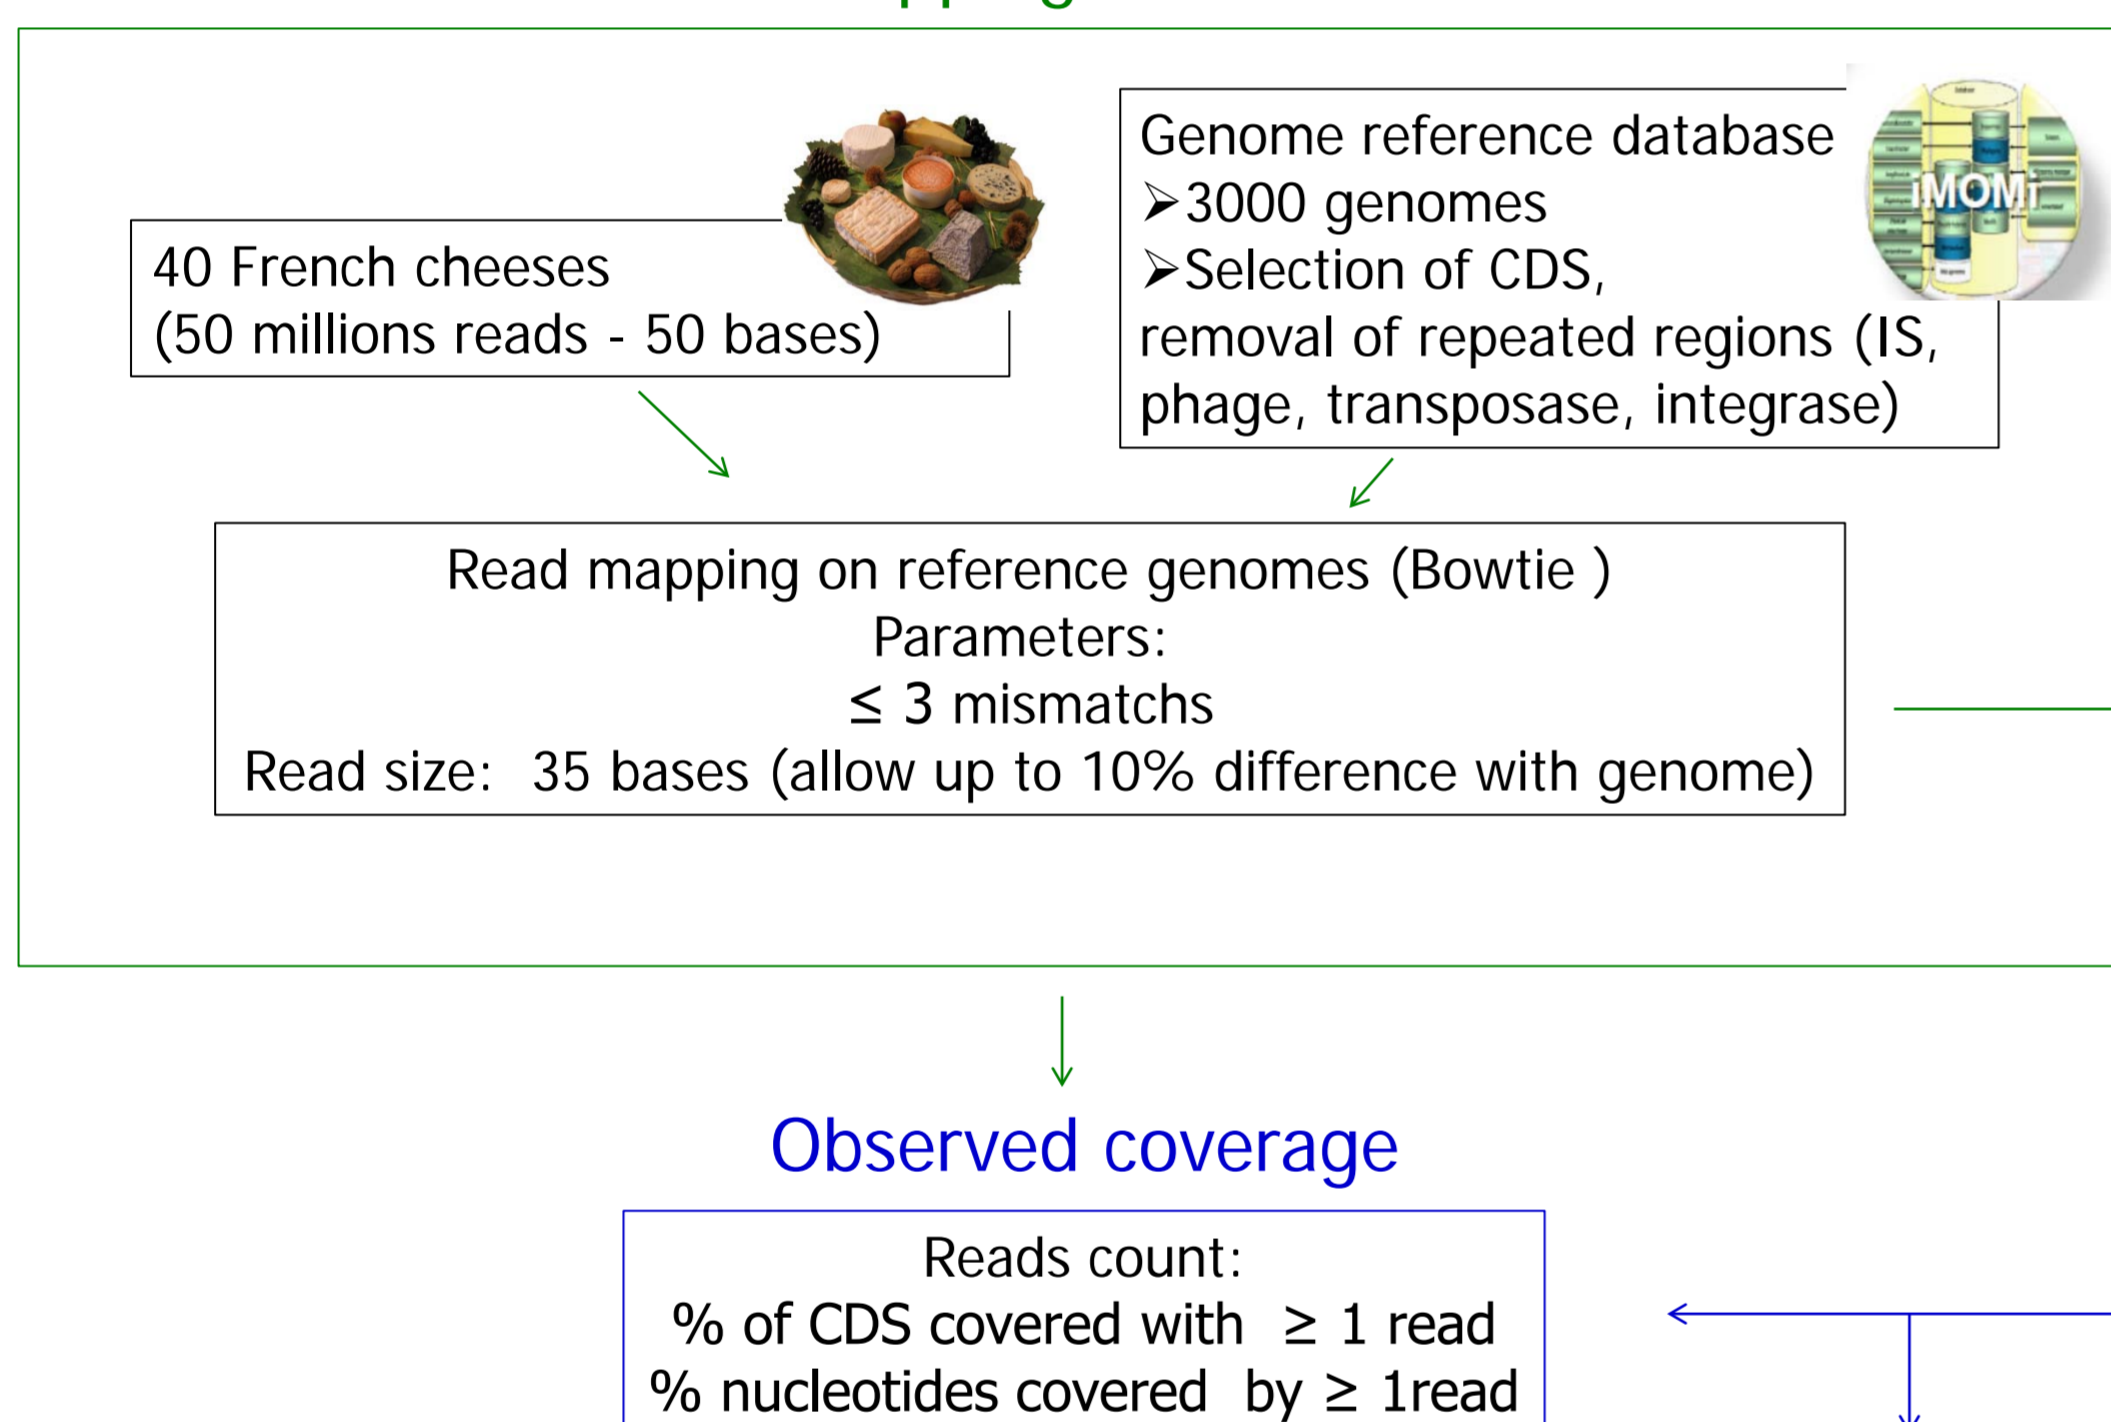 40 French cheeses
(50 millions reads - 50 bases)
Genome reference database
➢3000 genomes
➢Selection of CDS,
removal of repeated regions (IS,
phage, transposase, integrase)
iMOMi
Read mapping on reference genomes (Bowtie )
Parameters:
≤ 3 mismatchs
Read size: 35 bases (allow up to 10% difference with genome)
Observed coverage
Reads count:
% of CDS covered with ≥ 1 read
% nucleotides covered by ≥ 1read